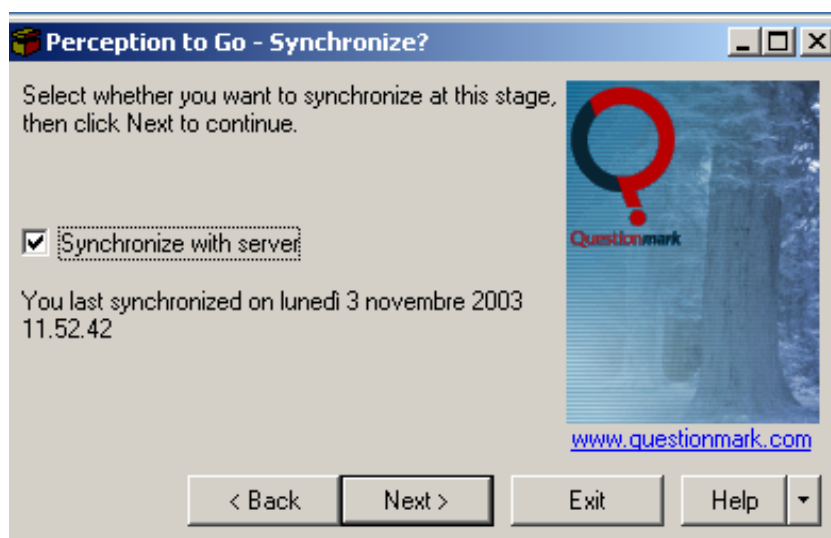 Perception to Go - Synchronize?
Select whether you want to synchronize at this stage,
then click Next to continue.
Questionmark
Synchronize with server
You last synchronized on lunedì 3 novembre 2003
11.52.42
www.questionmark.com
< Back
Next >
Exit
Help